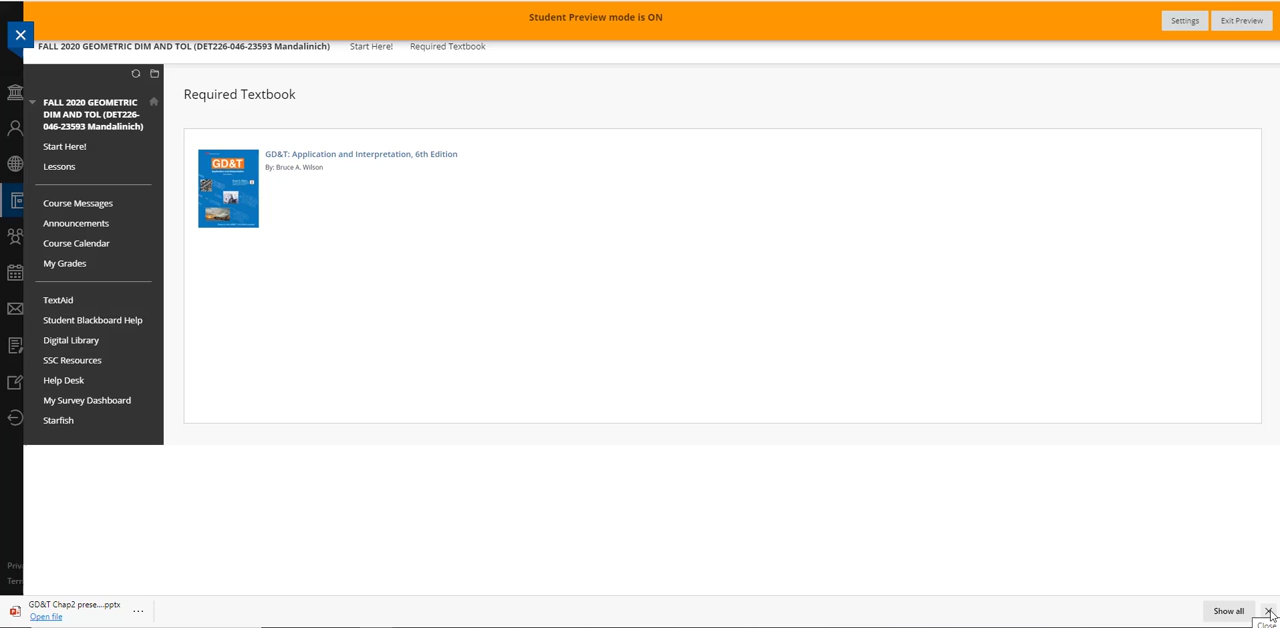 Student Preview mode is ON
Settings
Exit Preview
FALL 2020 GEOMETRIC DIM AND TOL (DET226-046-23593 Mandalinich)
Start Here!
Required Textbook
FALL 2020 GEOMETRIC
DIM AND TOL (DET226-
046-23593 Mandalinich)
Start Here!
Lessons
Course Messages
Announcements
Course Calendar
My Grades
TextAid
Student Blackboard Help
Digital Library
SSC Resources
Help Desk
My Survey Dashboard
Starfish
Required Textbook
GD&T
GD&T: Application and Interpretation, 6th Edition
By: Bruce A. Wilson
Priv
Term
GD&T Chap2 prese....pptx
Open file
Show all
Close